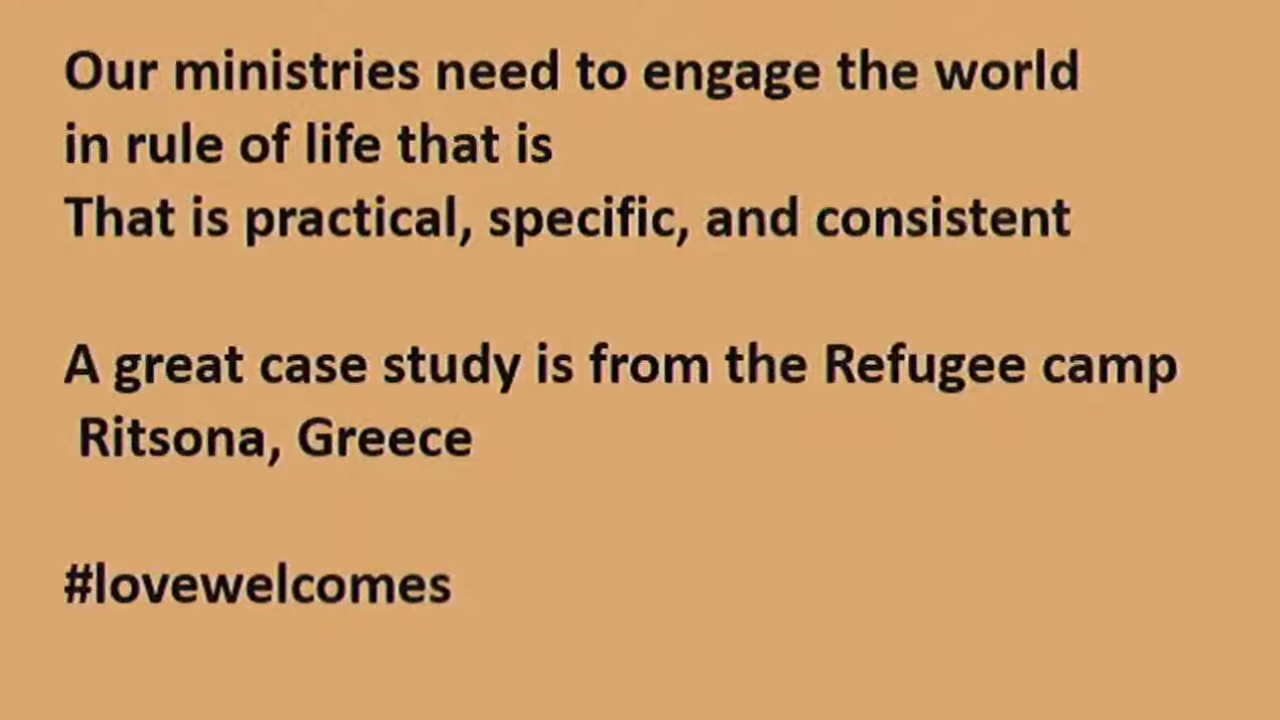 Our ministries need to engage the world
in rule of life that is
That is practical, specific, and consistent
A great case study is from the Refugee camp
Ritsona, Greece
#lovewelcomes